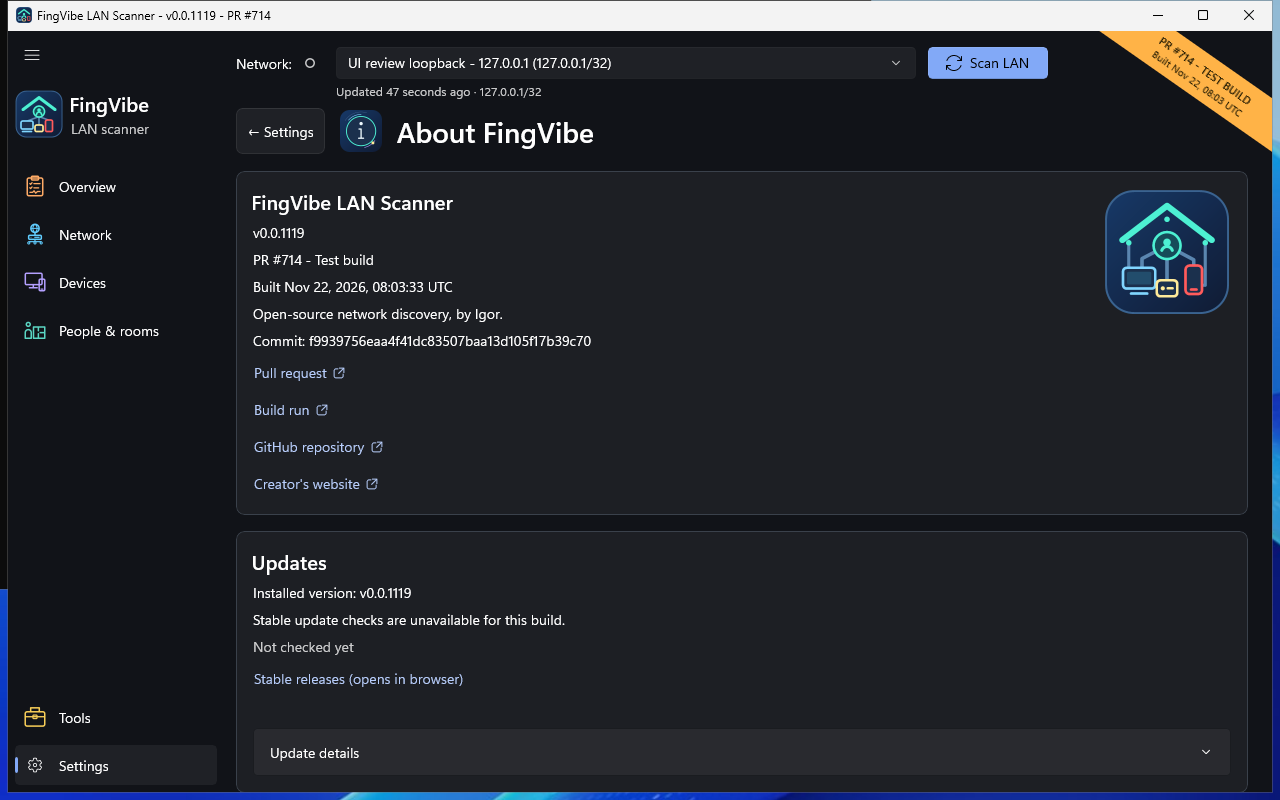 FingVibe LAN Scanner - v0.0.1119 - PR #714
Network:
UI review loopback - 127.0.0.1 (127.0.0.1/32)
Scan LAN
Updated 47 seconds ago · 127.0.0.1/32
PR #714 - TEST BUILD
Built Nov 22, 08:03 UTC
FingVibe
LAN scanner
Overview
Network
Devices
People & rooms
Tools
Settings
← Settings
About FingVibe
FingVibe LAN Scanner
v0.0.1119
PR #714 - Test build
Built Nov 22, 2026, 08:03:33 UTC
Open-source network discovery, by Igor.
Commit: f9939756eaa4f41dc83507baa13d105f17b39c70
Pull request
Build run
GitHub repository
Creator's website
Updates
Installed version: v0.0.1119
Stable update checks are unavailable for this build.
Not checked yet
Stable releases (opens in browser)
Update details